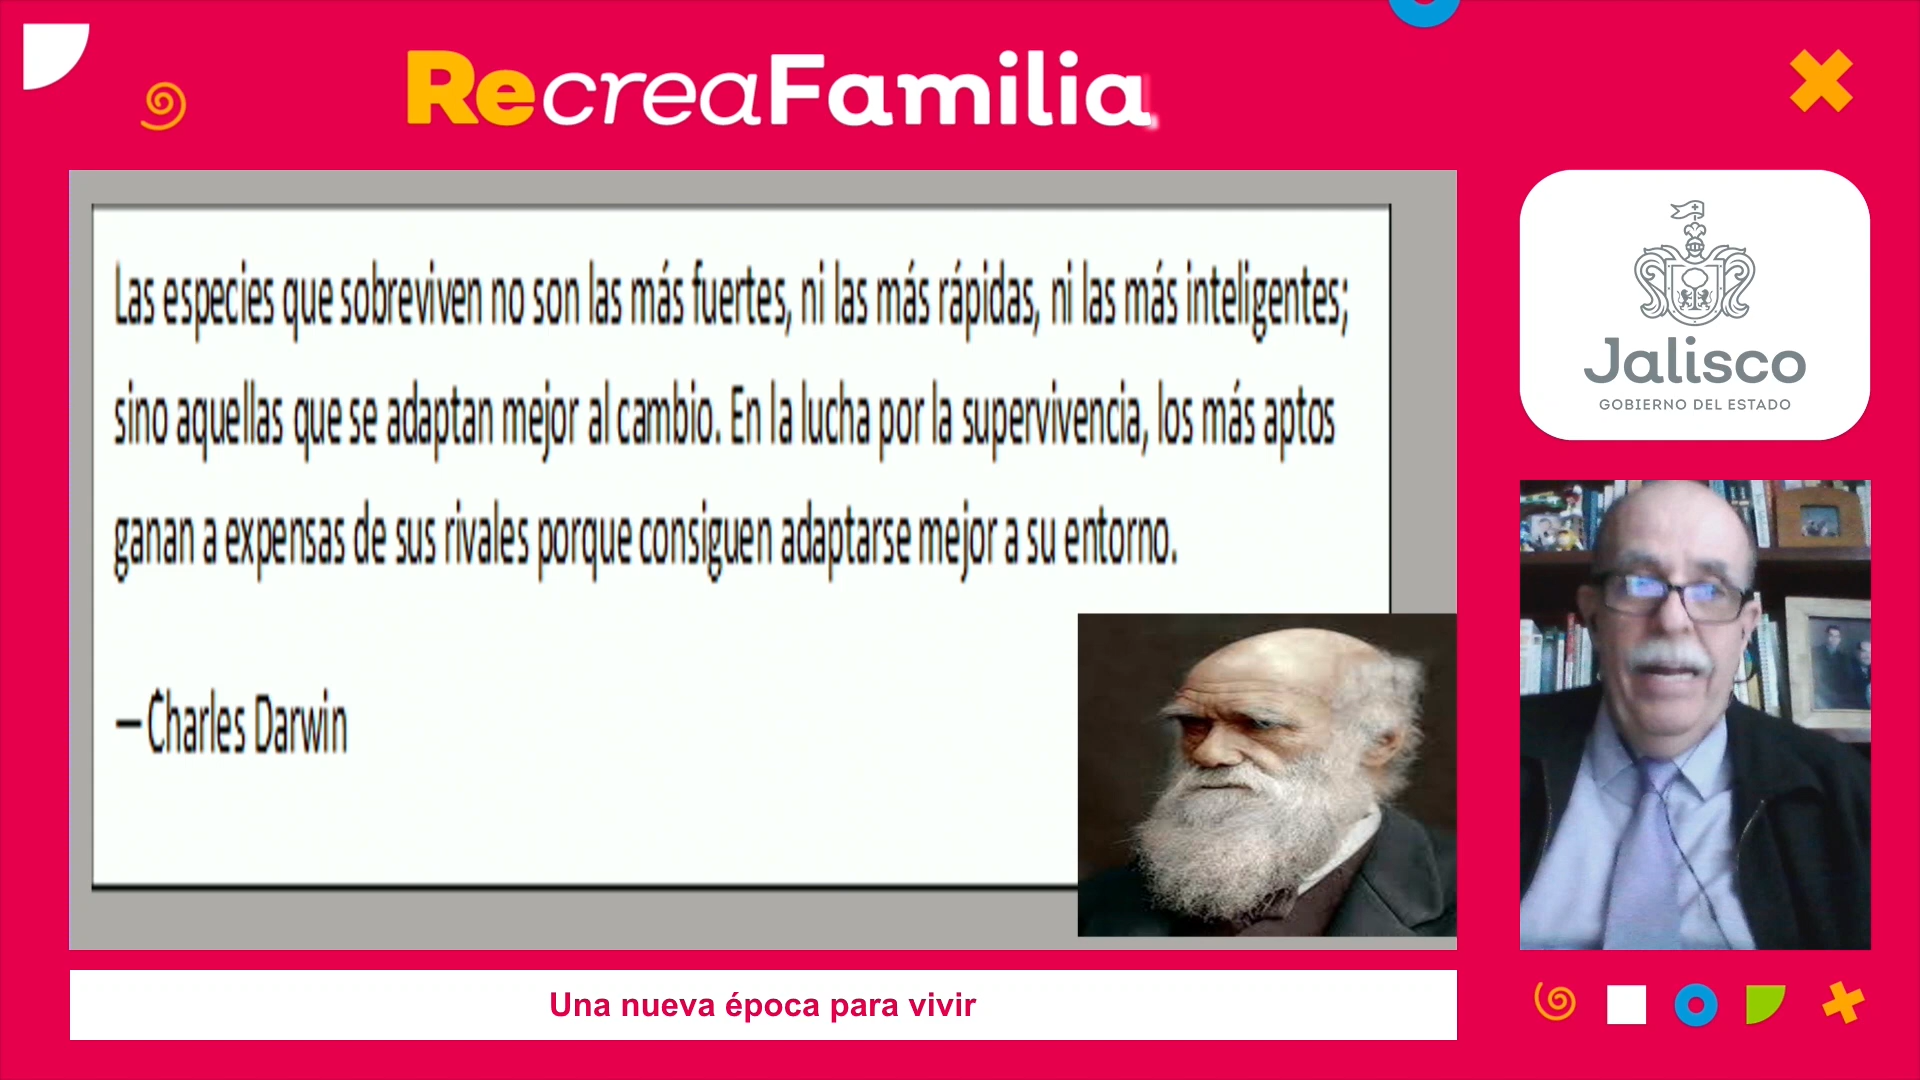 RecreaFamilia
Las especies que sobreviven no son las más fuertes, ni las más rápidas, ni las más inteligentes;
sino aquellas que se adaptan mejor al cambio. En la lucha por la supervivencia, los más aptos
ganan a expensas de sus rivales porque consiguen adaptarse mejor a su entorno.
—Charles Darwin
Jalisco
GOBIERNO DEL ESTADO
Una nueva época para vivir